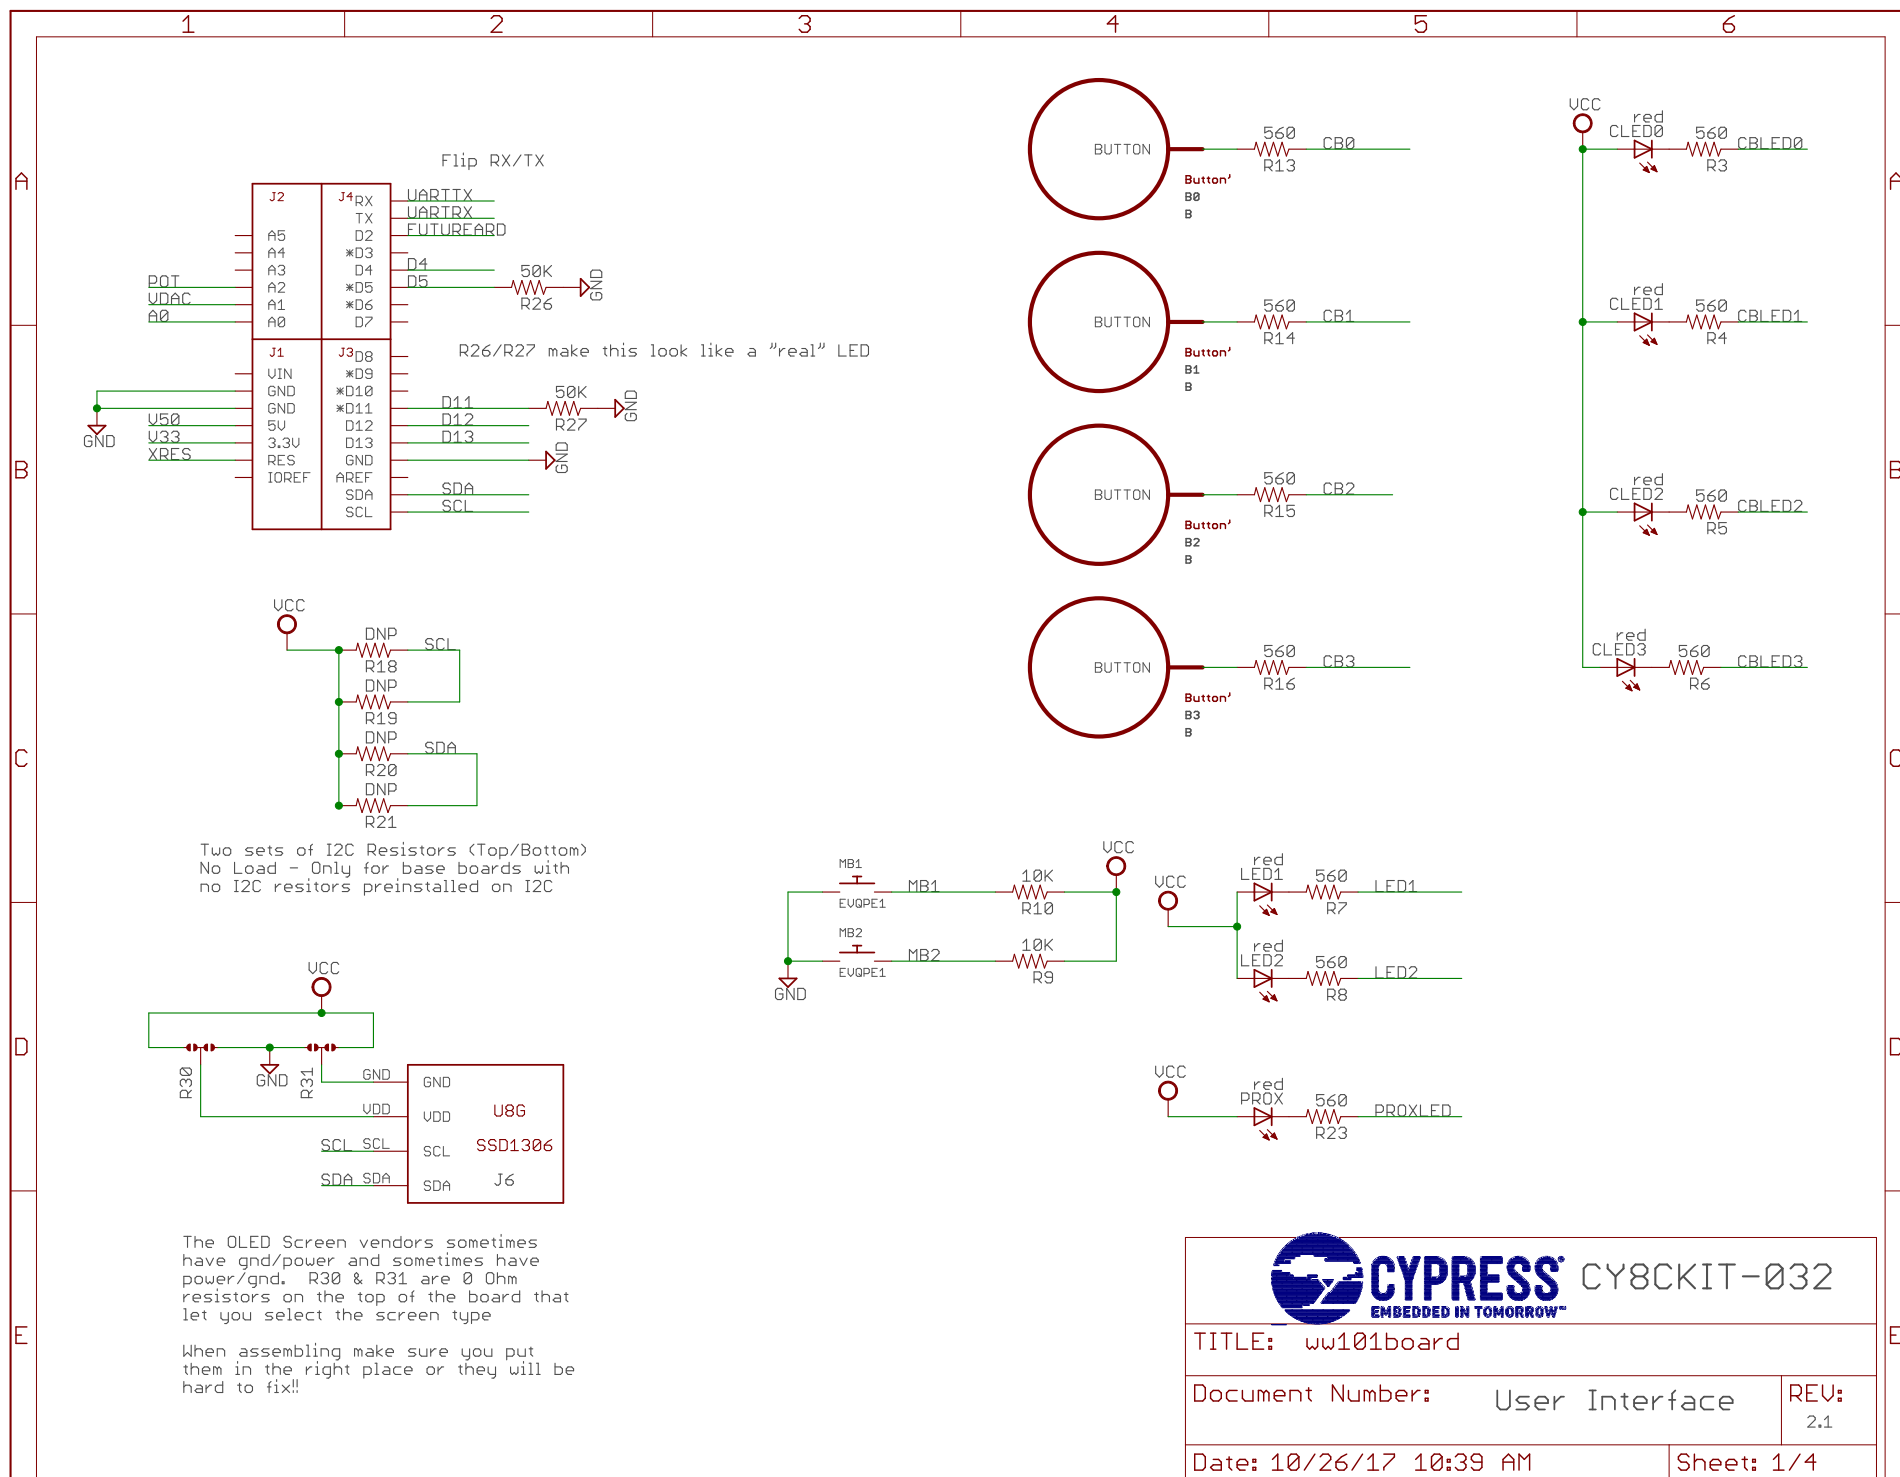 1 2 3 4 5 6
A
B
C
D
E
A
B
C
D
E
Flip RX/TX
J2
A5
A4
A3
POT A2
VDAC A1
A0 A0
J4 RX UARTTX
TX UARTRX
D2 FUTUREARD
*D3
D4 D4
*D5 D5 50K R26 GND
*D6
D7
R26/R27 make this look like a "real" LED
J1
VIN
GND
GND
GND
V50 5V
V33 3.3V
XRES RES
IOREF
J3 D8
*D9
*D10
*D11 D11 50K R27 GND
D12 D12
D13 D13
GND GND
AREF
SDA SDA
SCL SCL
VCC
DNP SCL
R18
DNP
R19
DNP SDA
R20
DNP
R21
Two sets of I2C Resistors (Top/Bottom)
No Load - Only for base boards with
no I2C resitors preinstalled on I2C
VCC
R30 GND R31
GND GND
VDD VDD U8G
SCL SCL SCL SSD1306
SDA SDA SDA J6
The OLED Screen vendors sometimes
have gnd/power and sometimes have
power/gnd. R30 & R31 are 0 Ohm
resistors on the top of the board that
let you select the screen type
When assembling make sure you put
them in the right place or they will be
hard to fix!!
BUTTON 560 CB0
R13
Button'
B0
B
BUTTON 560 CB1
R14
Button'
B1
B
BUTTON 560 CB2
R15
Button'
B2
B
BUTTON 560 CB3
R16
Button'
B3
B
VCC
red
CLED0 560 CBLED0
R3
red
CLED1 560 CBLED1
R4
red
CLED2 560 CBLED2
R5
red
CLED3 560 CBLED3
R6
VCC
MB1
EVQPE1
MB1 10K
R10
MB2
EVQPE1
MB2 10K
R9
GND
VCC
red
LED1 560 LED1
R7
red
LED2 560 LED2
R8
VCC
red
PROX 560 PROXLED
R23
CYPRESS CY8CKIT-032
EMBEDDED IN TOMORROW™
TITLE: ww101board
Document Number: User Interface
REV:
2.1
Date: 10/26/17 10:39 AM
Sheet: 1/4